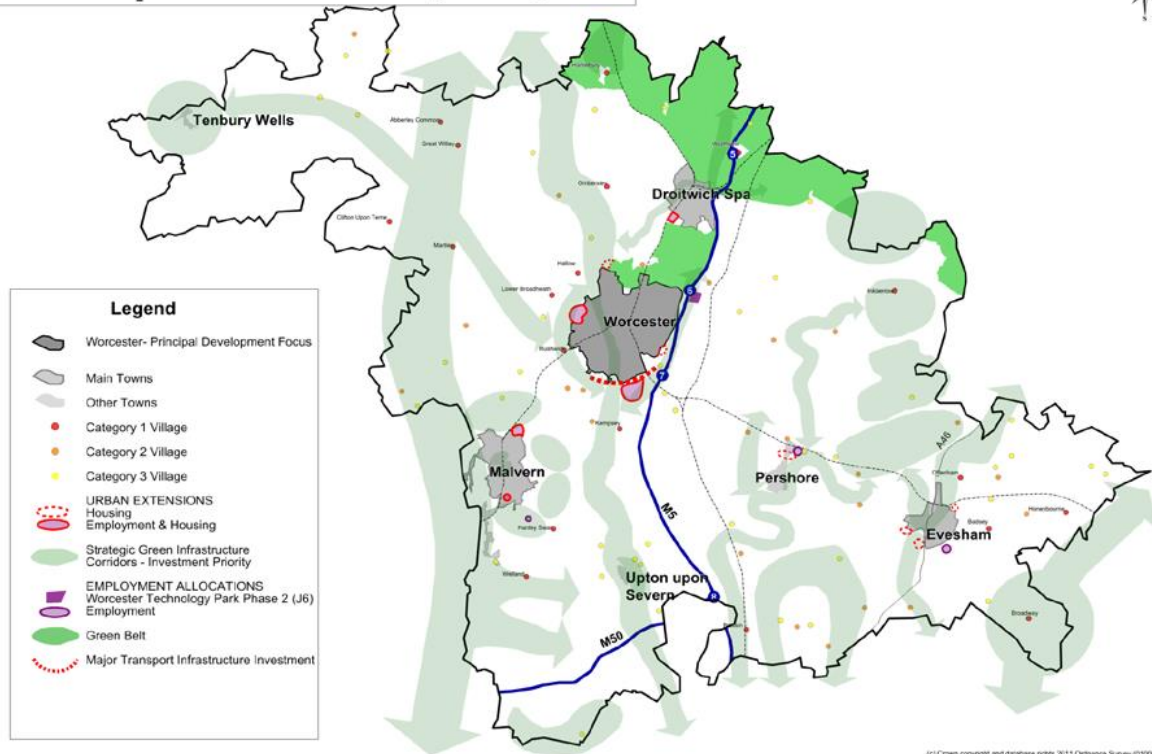 S
Tenbury Wells
Abberley Common
Great Witley
Clifton Upon Teme
Martley
Hallow
Lower Broadheath
Droitwich Spa
5
6
7
8
Worcester
Inkberrow
Kempsey
Malvern
Hanley Swan
Welland
Pershore
A46
Badsey
Honeybourne
Evesham
Broadway
M5
Upton upon
Severn
M50
Legend
Worcester- Principal Development Focus
Main Towns
Other Towns
Category 1 Village
Category 2 Village
Category 3 Village
URBAN EXTENSIONS
Housing
Employment & Housing
Strategic Green Infrastructure
Corridors - Investment Priority
EMPLOYMENT ALLOCATIONS
Worcester Technology Park Phase 2 (J6)
Employment
Green Belt
Major Transport Infrastructure Investment